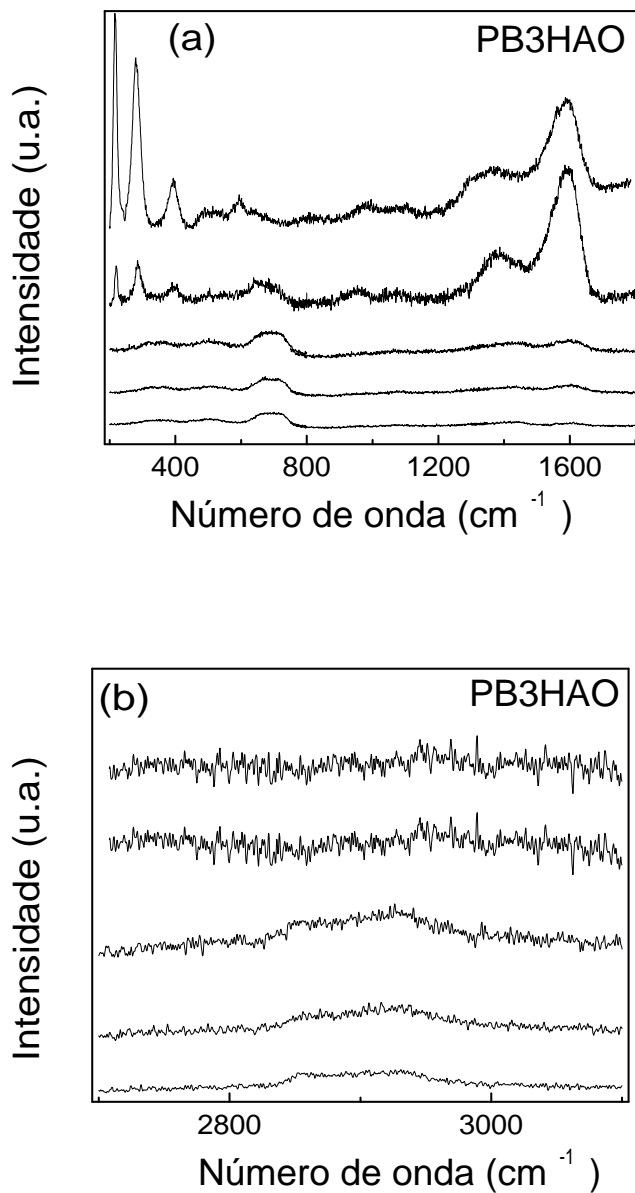 (a) PB3HAO
Intensidade (u.a.)
400 800 1200 1600
Número de onda (cm -1 )
(b) PB3HAO
Intensidade (u.a.)
2800 3000
Número de onda (cm -1 )